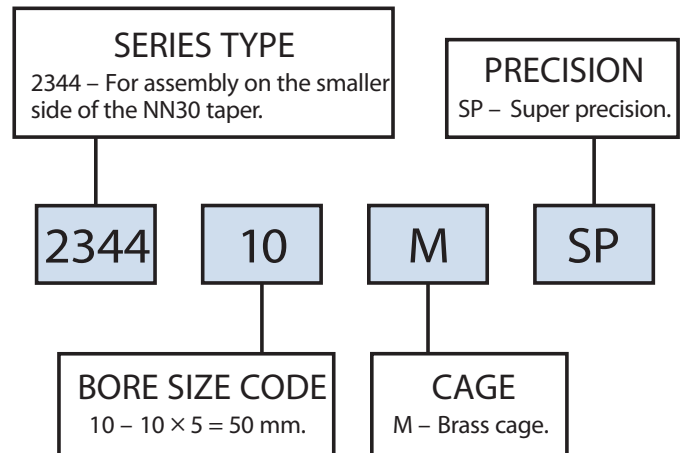 SERIES TYPE
2344 – For assembly on the smaller
side of the NN30 taper.
PRECISION
SP – Super precision.
2344
10
M
SP
BORE SIZE CODE
10 – 10 × 5 = 50 mm.
CAGE
M – Brass cage.